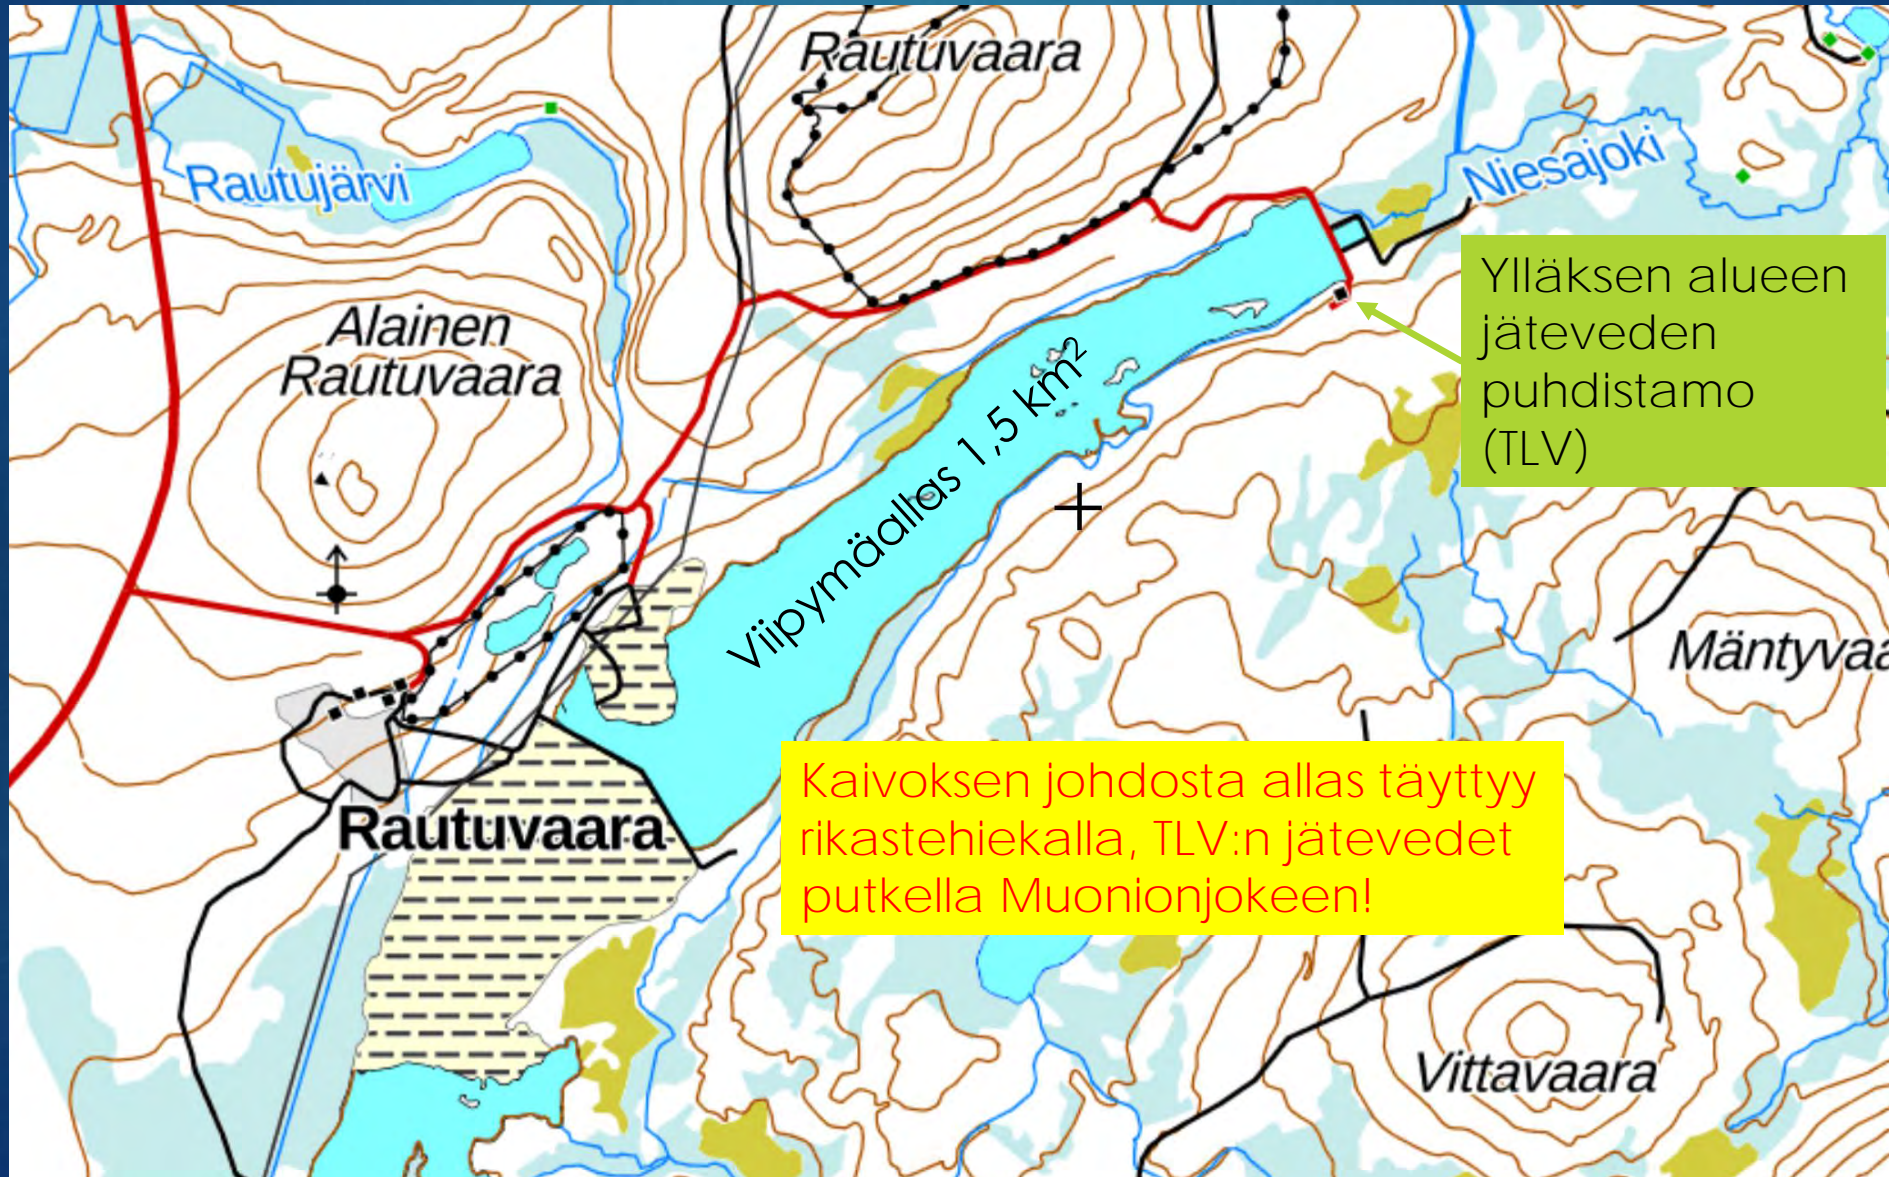 Rautuvaara
Rautujärvi
Niesajoki
Ylläksen alueen
jäteveden
puhdistamo
(TLV)
Alainen
Rautuvaara
Viipymäallas 1,5 km²
Mäntyvaa
Kaivoksen johdosta allas täyttyy
rikastehiekalla, TLV:n jätevedet
putkella Muonionjokeen!
Rautuvaara
Vittavaara